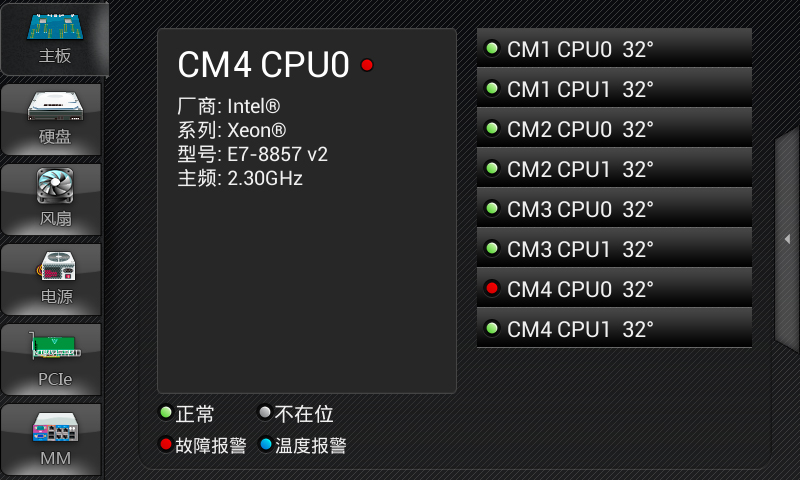 主板
硬盘
风扇
电源
PCIe
MM
CM4 CPU0
厂商: Intel®
系列: Xeon®
型号: E7-8857 v2
主频: 2.30GHz
正常
不在位
故障报警
温度报警
CM1 CPU0 32°
CM1 CPU1 32°
CM2 CPU0 32°
CM2 CPU1 32°
CM3 CPU0 32°
CM3 CPU1 32°
CM4 CPU0 32°
CM4 CPU1 32°